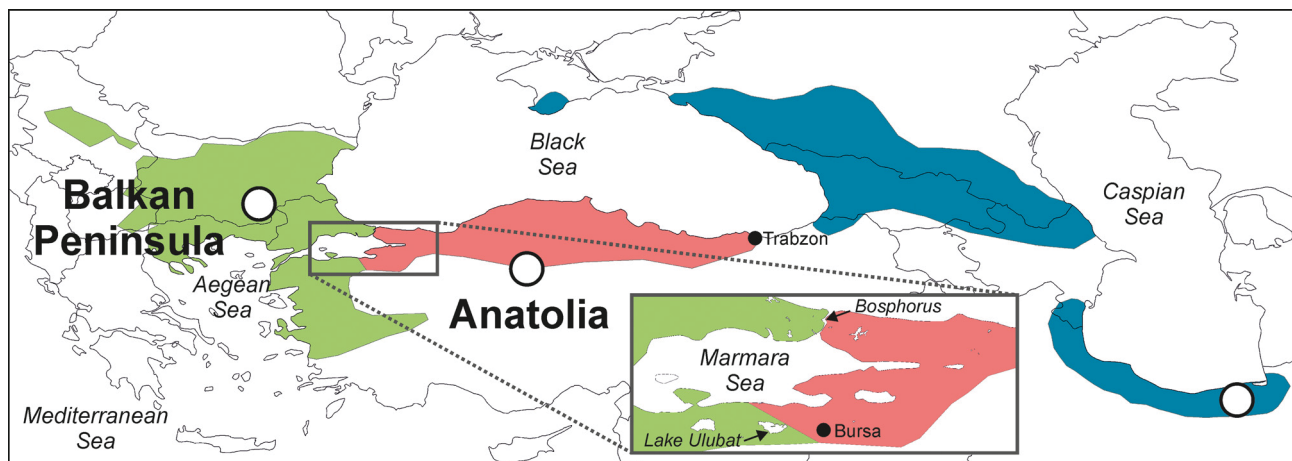 Black
Sea
Caspian
Sea
Balkan
Peninsula
Trabzon
Aegean
Sea
Anatolia
Bosphorus
Marmara
Sea
Mediterranean
Sea
Lake Ulubat
Bursa